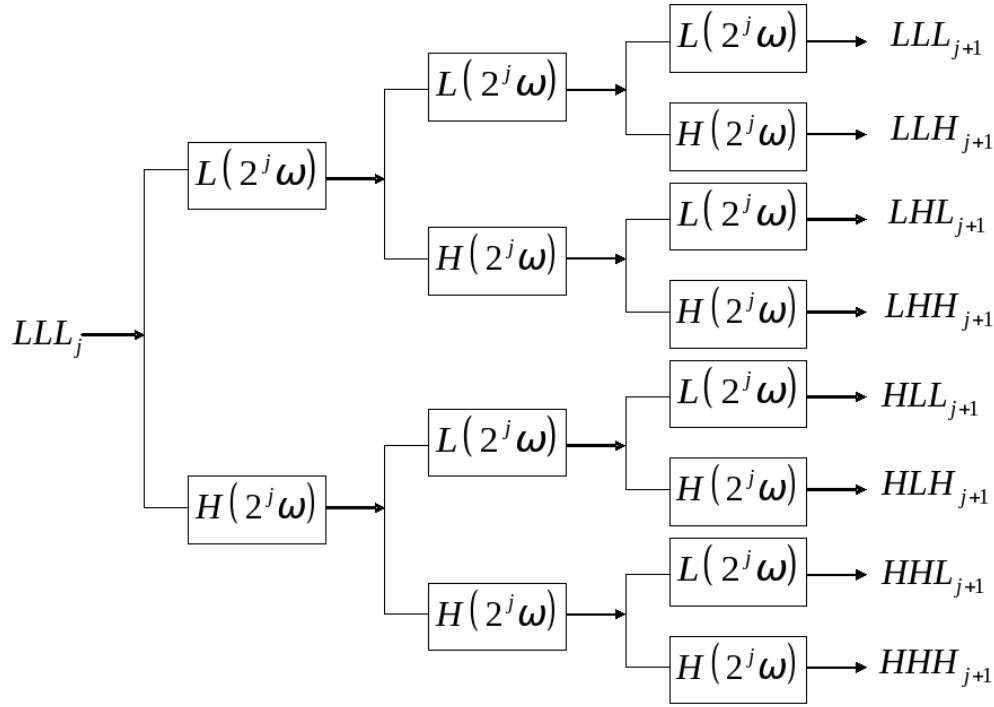 L(2^j ω) LLL_{j+1}
L(2^j ω)
H(2^j ω) LLH_{j+1}
L(2^j ω)
L(2^j ω) LHL_{j+1}
H(2^j ω)
H(2^j ω) LHH_{j+1}
LLL_j
L(2^j ω) HLL_{j+1}
L(2^j ω)
H(2^j ω) HLH_{j+1}
H(2^j ω)
L(2^j ω) HHL_{j+1}
H(2^j ω)
H(2^j ω) HHH_{j+1}